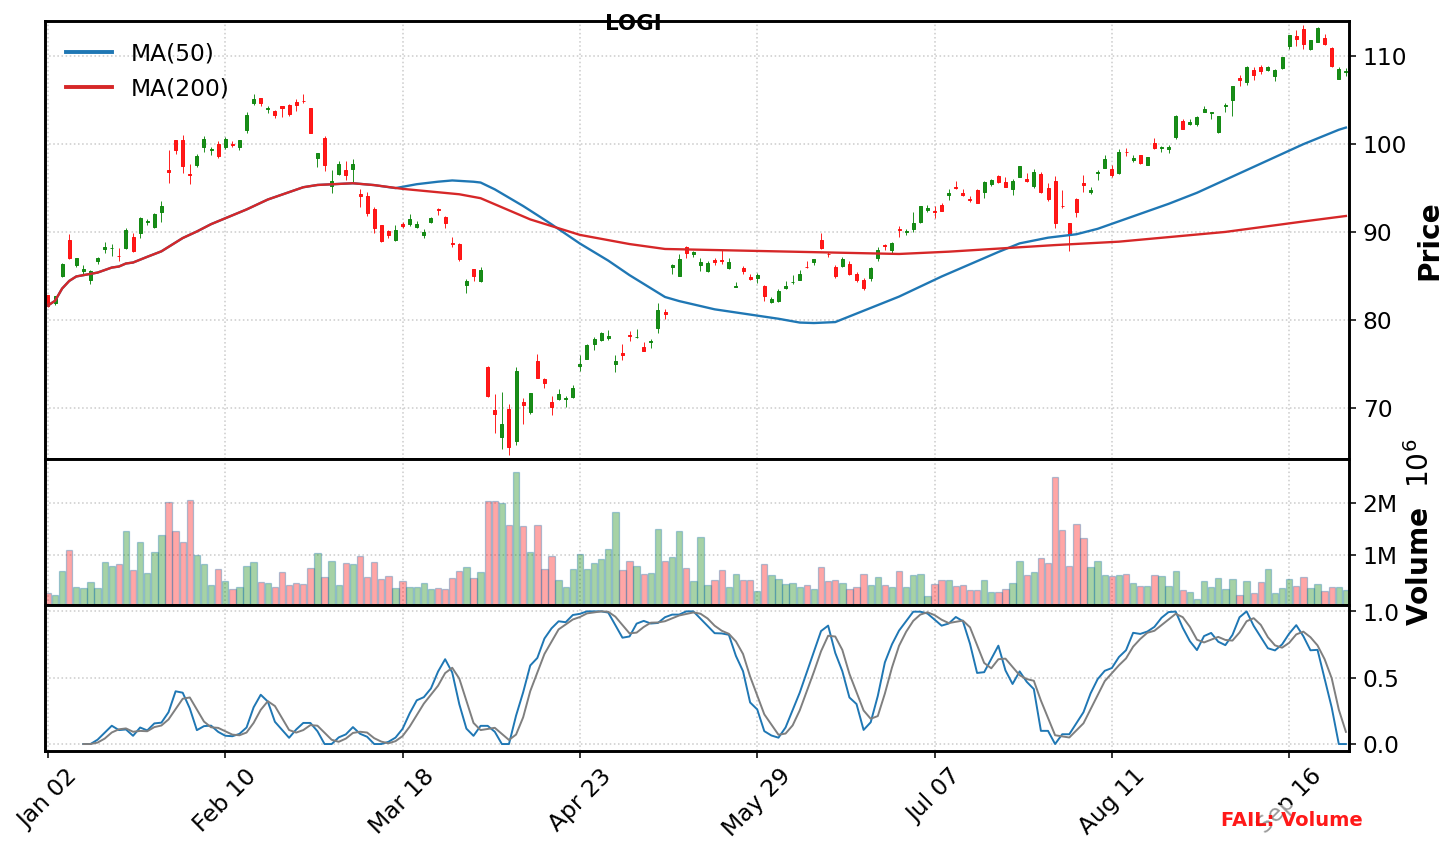 LOGI
MA(50)
MA(200)
110
100
90
80
70
Price
10^6
2M
1M
Volume
1.0
0.5
0.0
Jan 02
Feb 10
Mar 18
Apr 23
May 29
Jul 07
Aug 11
Sep 16
FAIL: Volume